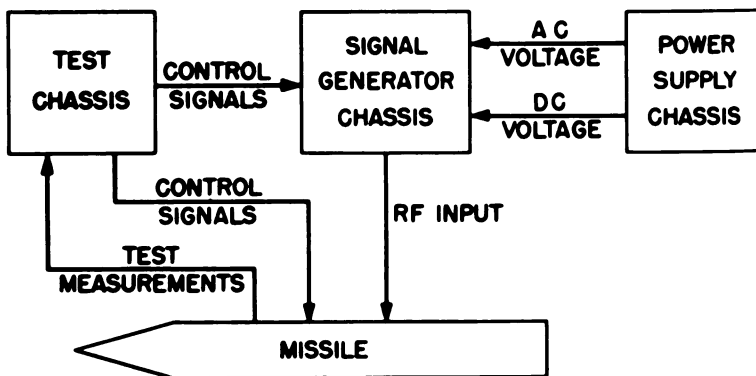 TEST
CHASSIS
CONTROL
SIGNALS
SIGNAL
GENERATOR
CHASSIS
AC
VOLTAGE
DC
VOLTAGE
POWER
SUPPLY
CHASSIS
CONTROL
SIGNALS
RF INPUT
TEST
MEASUREMENTS
MISSILE